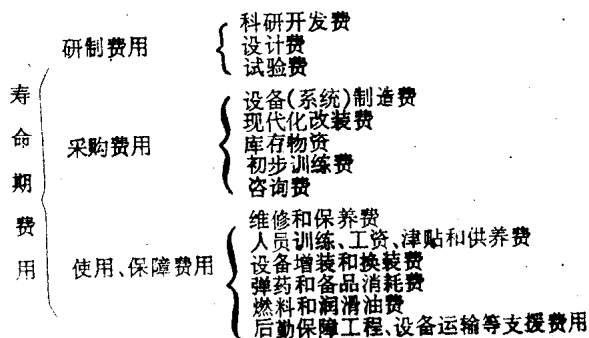 寿命期费用
研制费用
科研开发费
设计费
试验费
采购费用
设备(系统)制造费
现代化改装费
库存物资
初步训练费
咨询费
使用、保障费用
维修和保养费
人员训练、工资、津贴和供养费
设备增装和换装费
弹药和备品消耗费
燃料和润滑油费
后勤保障工程、设备运输等支援费用